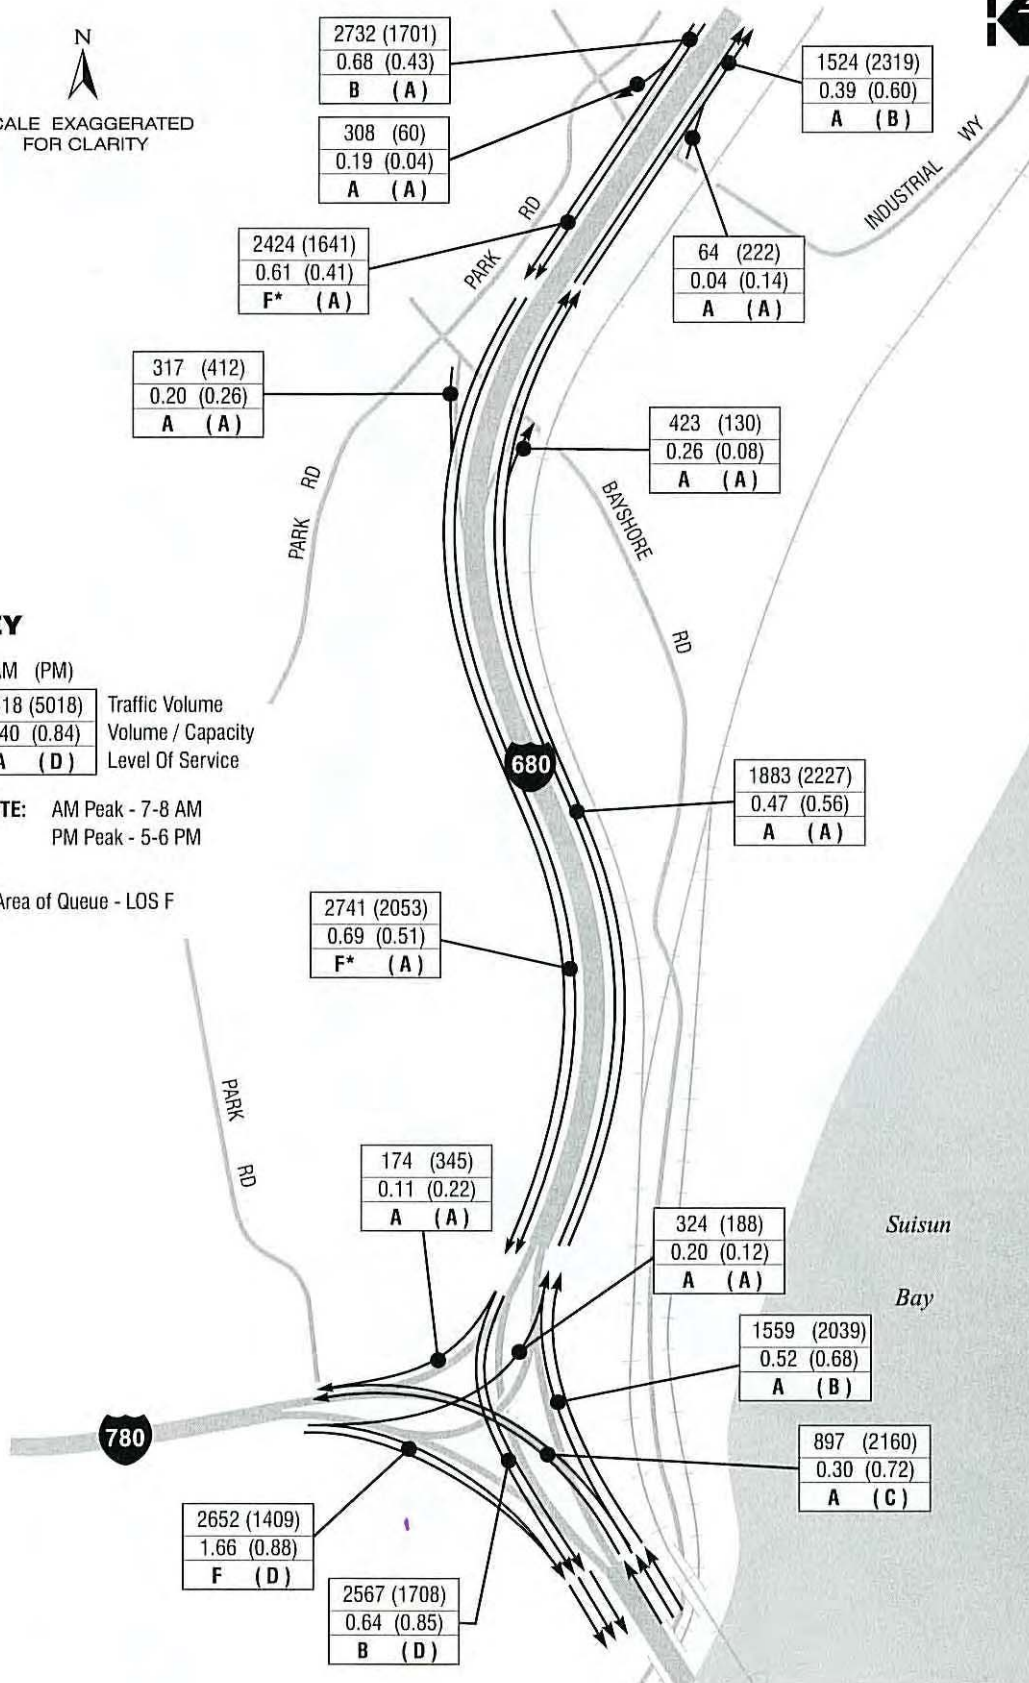 N
CALE EXAGGERATED
FOR CLARITY
2732 (1701)
0.68 (0.43)
B (A)
1524 (2319)
0.39 (0.60)
A (B)
308 (60)
0.19 (0.04)
A (A)
INDUSTRIAL WY
PARK RD
2424 (1641)
0.61 (0.41)
F* (A)
64 (222)
0.04 (0.14)
A (A)
317 (412)
0.20 (0.26)
A (A)
423 (130)
0.26 (0.08)
A (A)
PARK RD
BAYSHORE RD
EY
AM (PM)
18 (5018) Traffic Volume
40 (0.84) Volume / Capacity
A (D) Level Of Service
TE: AM Peak - 7-8 AM
PM Peak - 5-6 PM
Area of Queue - LOS F
680
1883 (2227)
0.47 (0.56)
A (A)
2741 (2053)
0.69 (0.51)
F* (A)
PARK RD
174 (345)
0.11 (0.22)
A (A)
324 (188)
0.20 (0.12)
A (A)
Suisun
Bay
1559 (2039)
0.52 (0.68)
A (B)
780
897 (2160)
0.30 (0.72)
A (C)
2652 (1409)
1.66 (0.88)
F (D)
2567 (1708)
0.64 (0.85)
B (D)